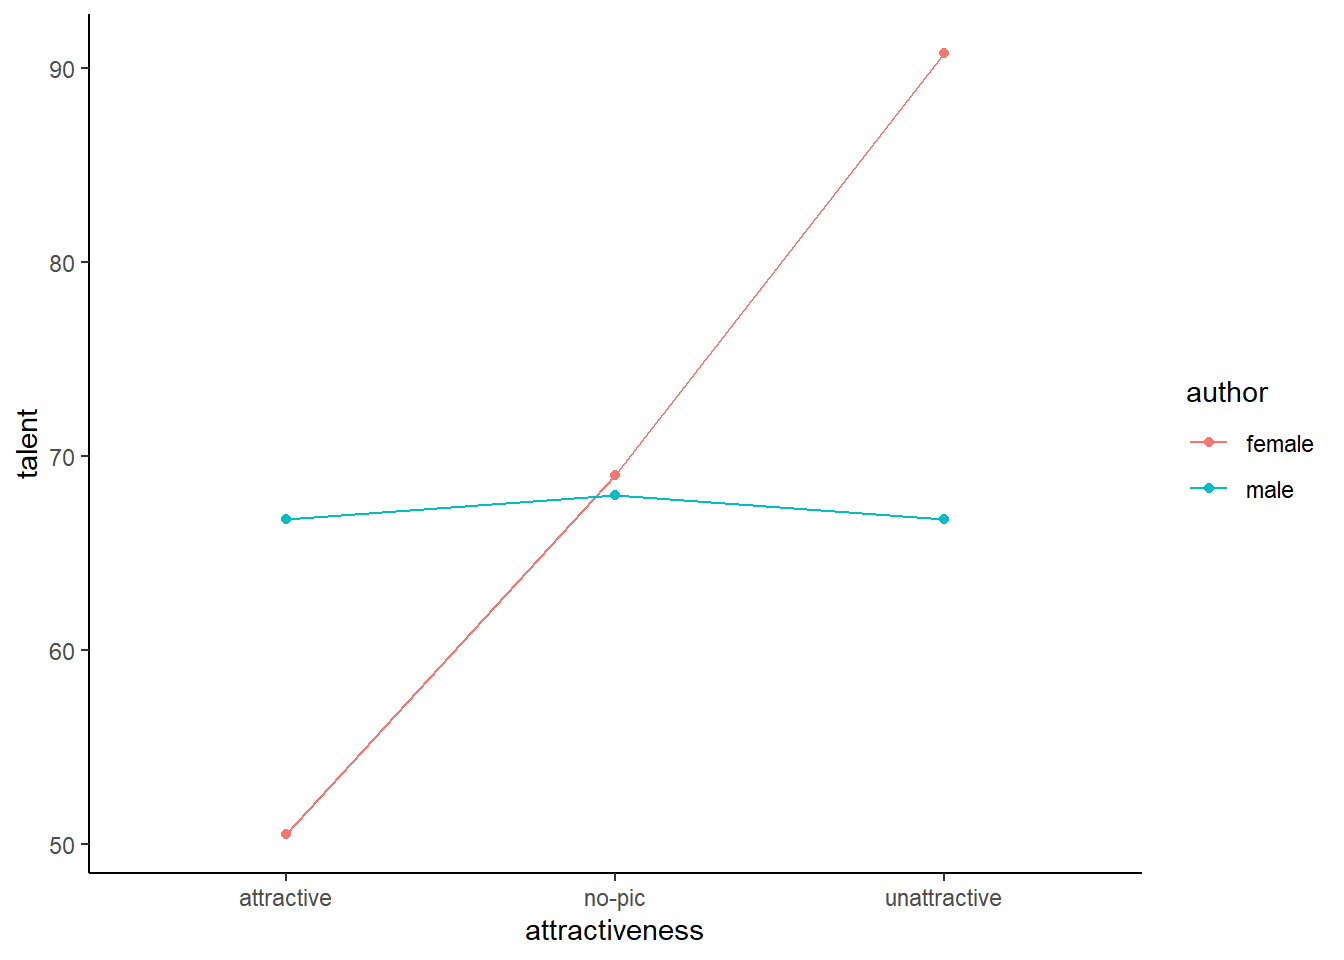 90
80
70
60
50
talent
attractive
no-pic
unattractive
attractiveness
author
female
male